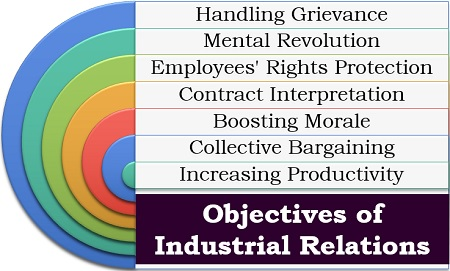 Handling Grievance
Mental Revolution
Employees' Rights Protection
Contract Interpretation
Boosting Morale
Collective Bargaining
Increasing Productivity
Objectives of
Industrial Relations